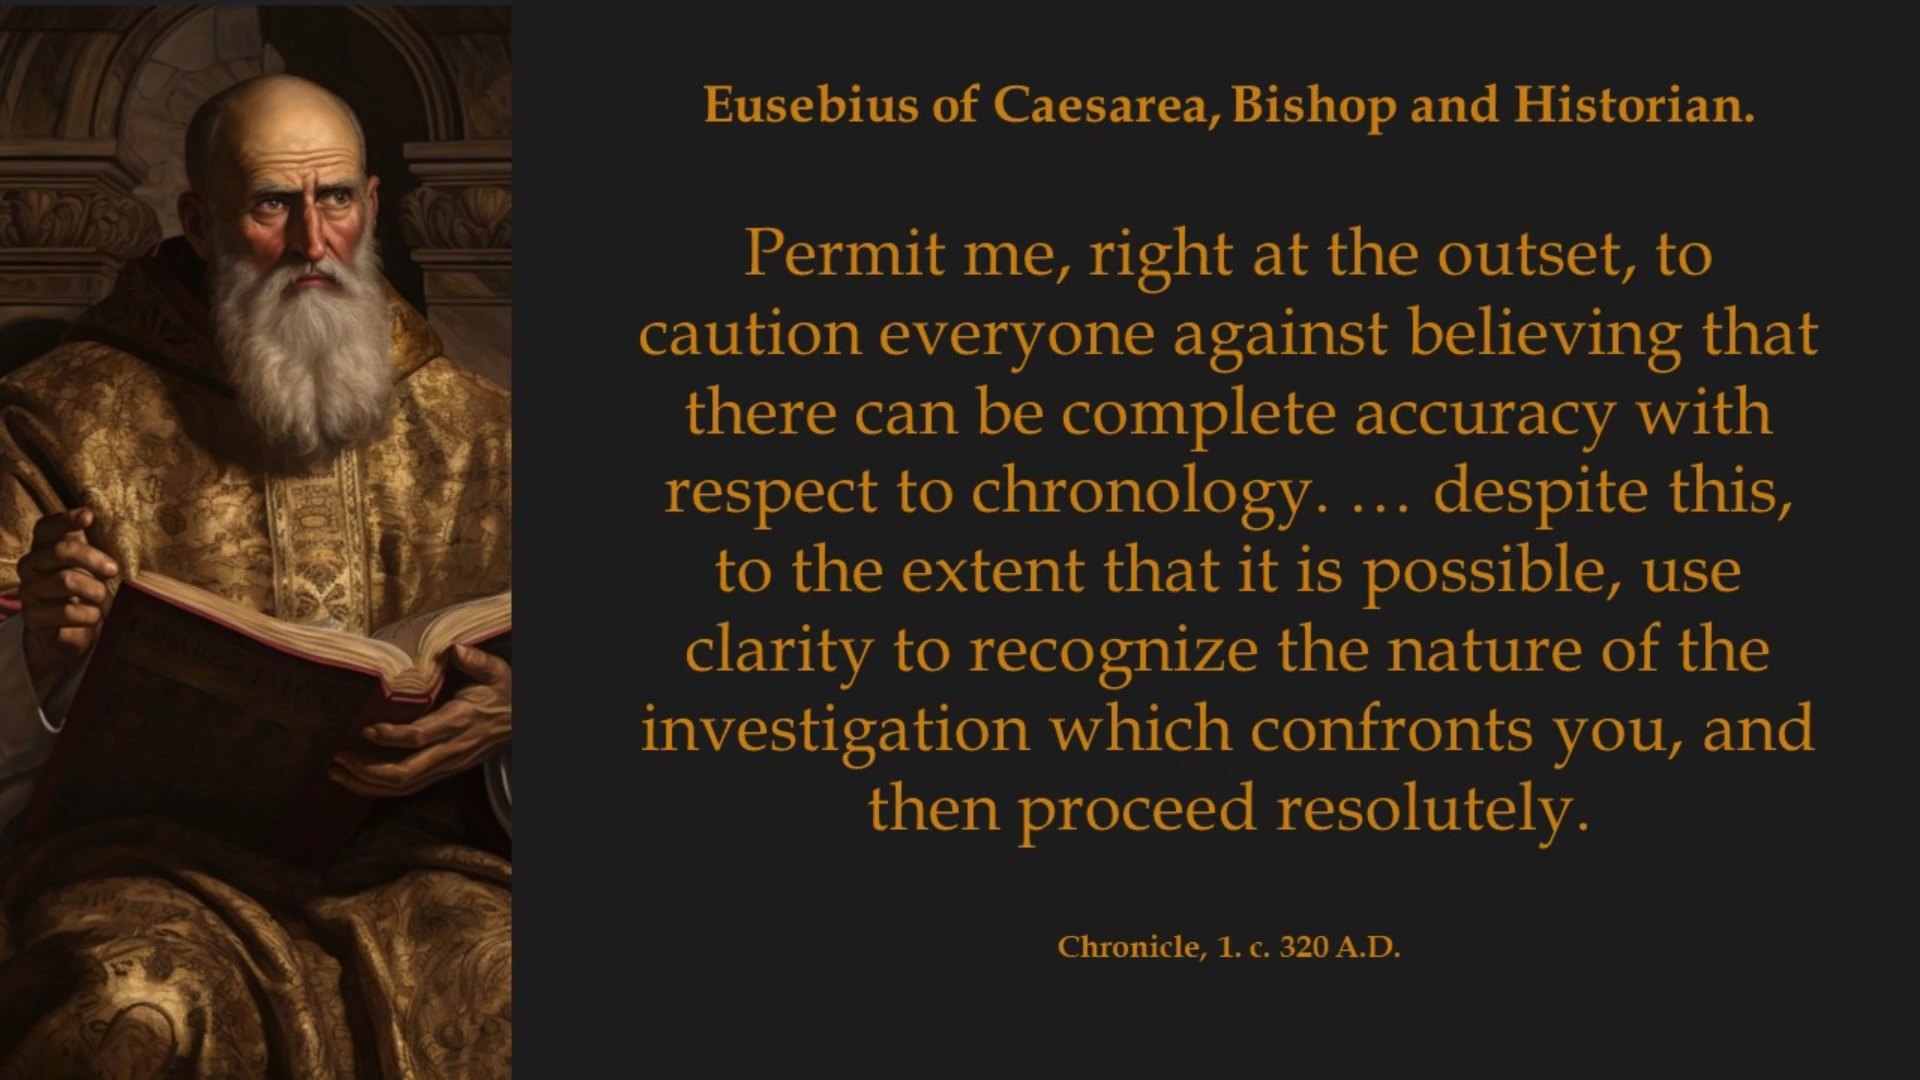 Eusebius of Caesarea, Bishop and Historian.
Permit me, right at the outset, to
caution everyone against believing that
there can be complete accuracy with
respect to chronology. … despite this,
to the extent that it is possible, use
clarity to recognize the nature of the
investigation which confronts you, and
then proceed resolutely.
Chronicle, 1. c. 320 A.D.